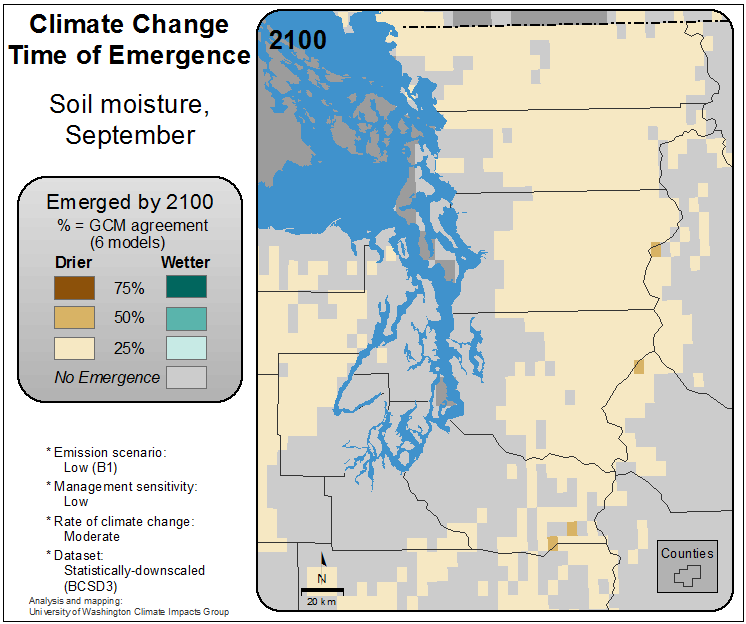 Climate Change
Time of Emergence
Soil moisture,
September
Emerged by 2100
% = GCM agreement
(6 models)
Drier Wetter
75%
50%
25%
No Emergence
* Emission scenario:
Low (B1)
* Management sensitivity:
Low
* Rate of climate change:
Moderate
* Dataset:
Statistically-downscaled
(BCSD3)
Analysis and mapping:
University of Washington Climate Impacts Group
2100
N
20 km
Counties